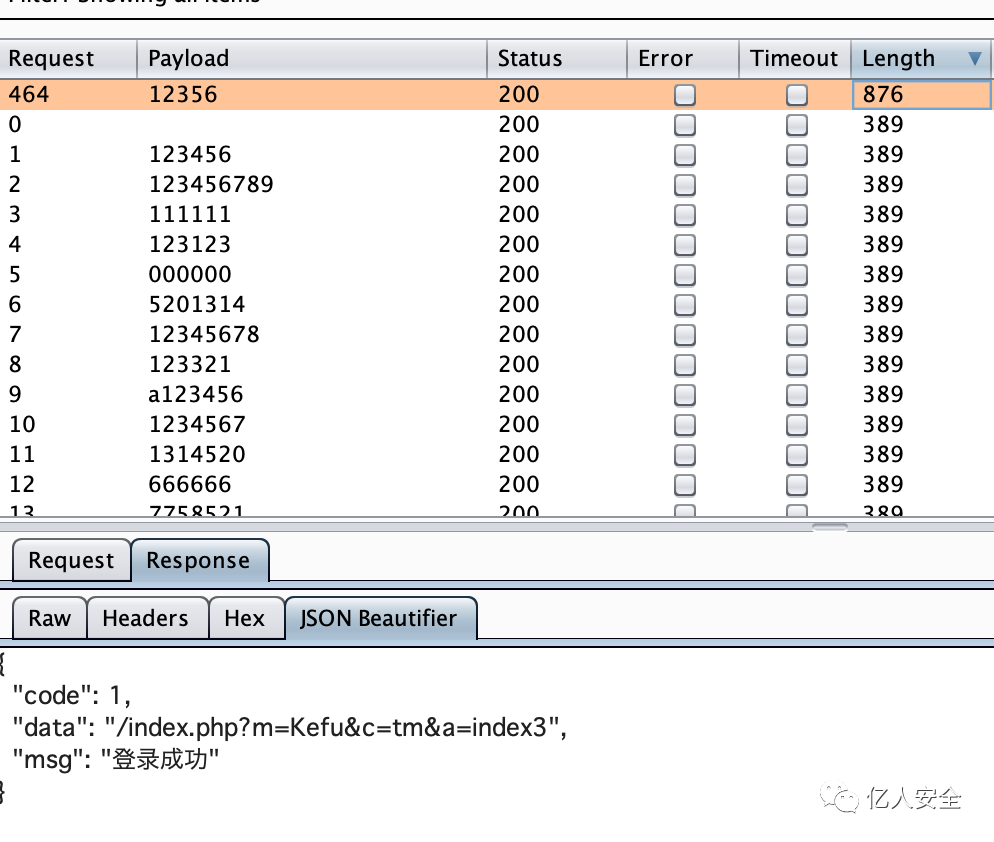 Filter: Showing all items
Request Payload Status Error Timeout Length
464 12356 200 876
0 200 389
1 123456 200 389
2 123456789 200 389
3 111111 200 389
4 123123 200 389
5 000000 200 389
6 5201314 200 389
7 12345678 200 389
8 123321 200 389
9 a123456 200 389
10 1234567 200 389
11 1314520 200 389
12 666666 200 389
13 7758521 200 389
Request Response
Raw Headers Hex JSON Beautifier
{
"code": 1,
"data": "/index.php?m=Kefu&c=tm&a=index3",
"msg": "登录成功"
}
亿人安全